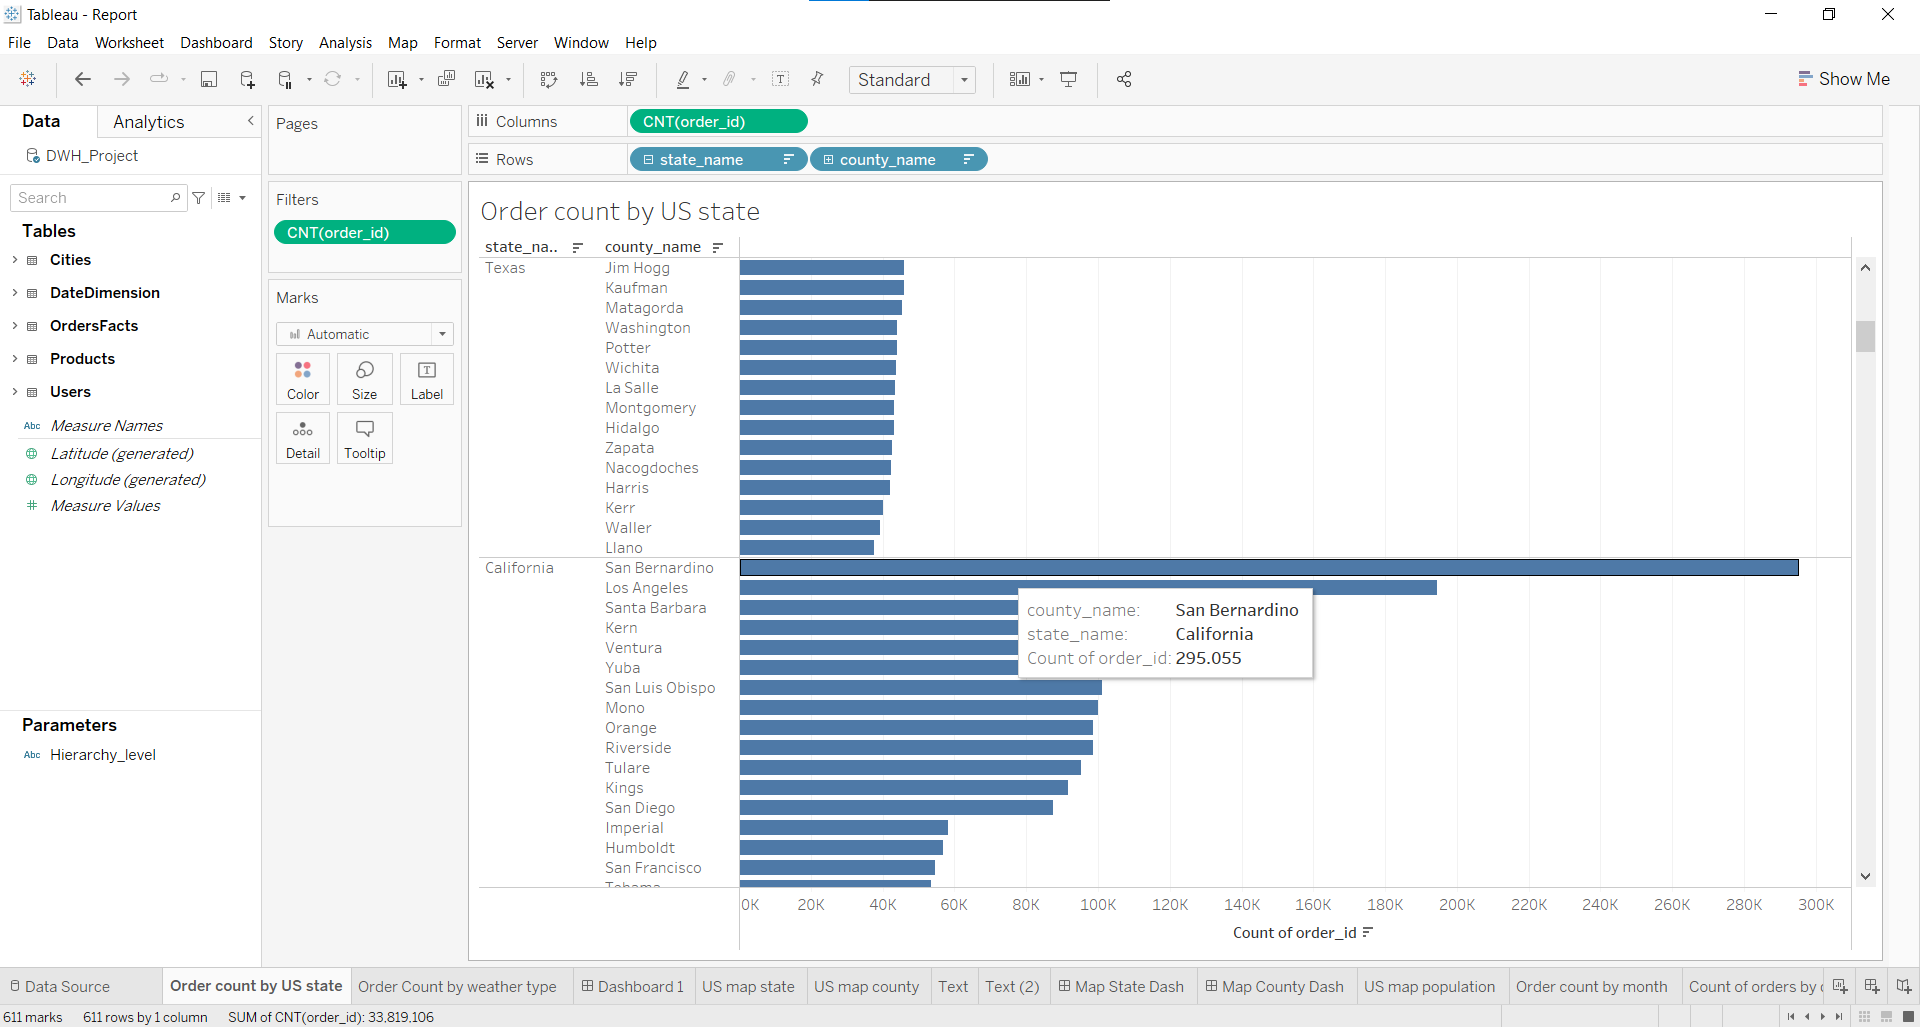 Tableau - Report
File Data Worksheet Dashboard Story Analysis Map Format Server Window Help
Standard
Show Me
Data Analytics
DWH_Project
Search
Tables
Cities
DateDimension
OrdersFacts
Products
Users
Abc Measure Names
Latitude (generated)
Longitude (generated)
# Measure Values
Parameters
Abc Hierarchy_level
Pages
Filters
CNT(order_id)
Marks
Automatic
Color Size Label
Detail Tooltip
Columns CNT(order_id)
Rows state_name county_name
Order count by US state
state_na.. county_name
Texas Jim Hogg
Kaufman
Matagorda
Washington
Potter
Wichita
La Salle
Montgomery
Hidalgo
Zapata
Nacogdoches
Harris
Kerr
Waller
Llano
California San Bernardino
Los Angeles
Santa Barbara
Kern
Ventura
Yuba
San Luis Obispo
Mono
Orange
Riverside
Tulare
Kings
San Diego
Imperial
Humboldt
San Francisco
county_name: San Bernardino
state_name: California
Count of order_id: 295.055
0K 20K 40K 60K 80K 100K 120K 140K 160K 180K 200K 220K 240K 260K 280K 300K
Count of order_id
Data Source Order count by US state Order Count by weather type Dashboard 1 US map state US map county Text Text (2) Map State Dash Map County Dash US map population Order count by month Count of orders by
611 marks 611 rows by 1 column SUM of CNT(order_id): 33,819,106